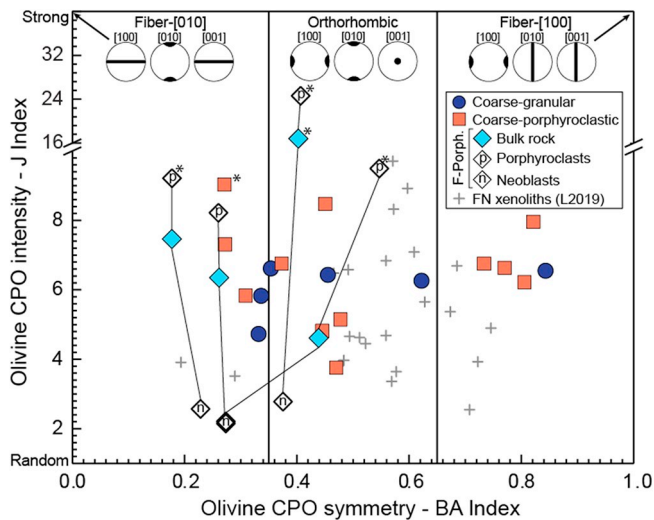 Strong
Fiber-[010]
Orthorhombic
Fiber-[100]
[100] [010] [001]
[100] [010] [001]
[100] [010] [001]
32
24
16
8
6
4
2
Random
Olivine CPO intensity - J Index
p*
*
p*
p*
*
p
n
n
n
Coarse-granular
Coarse-porphyroclastic
F-Porph.
Bulk rock
p Porphyroclasts
n Neoblasts
FN xenoliths (L2019)
0.0 0.2 0.4 0.6 0.8 1.0
Olivine CPO symmetry - BA Index